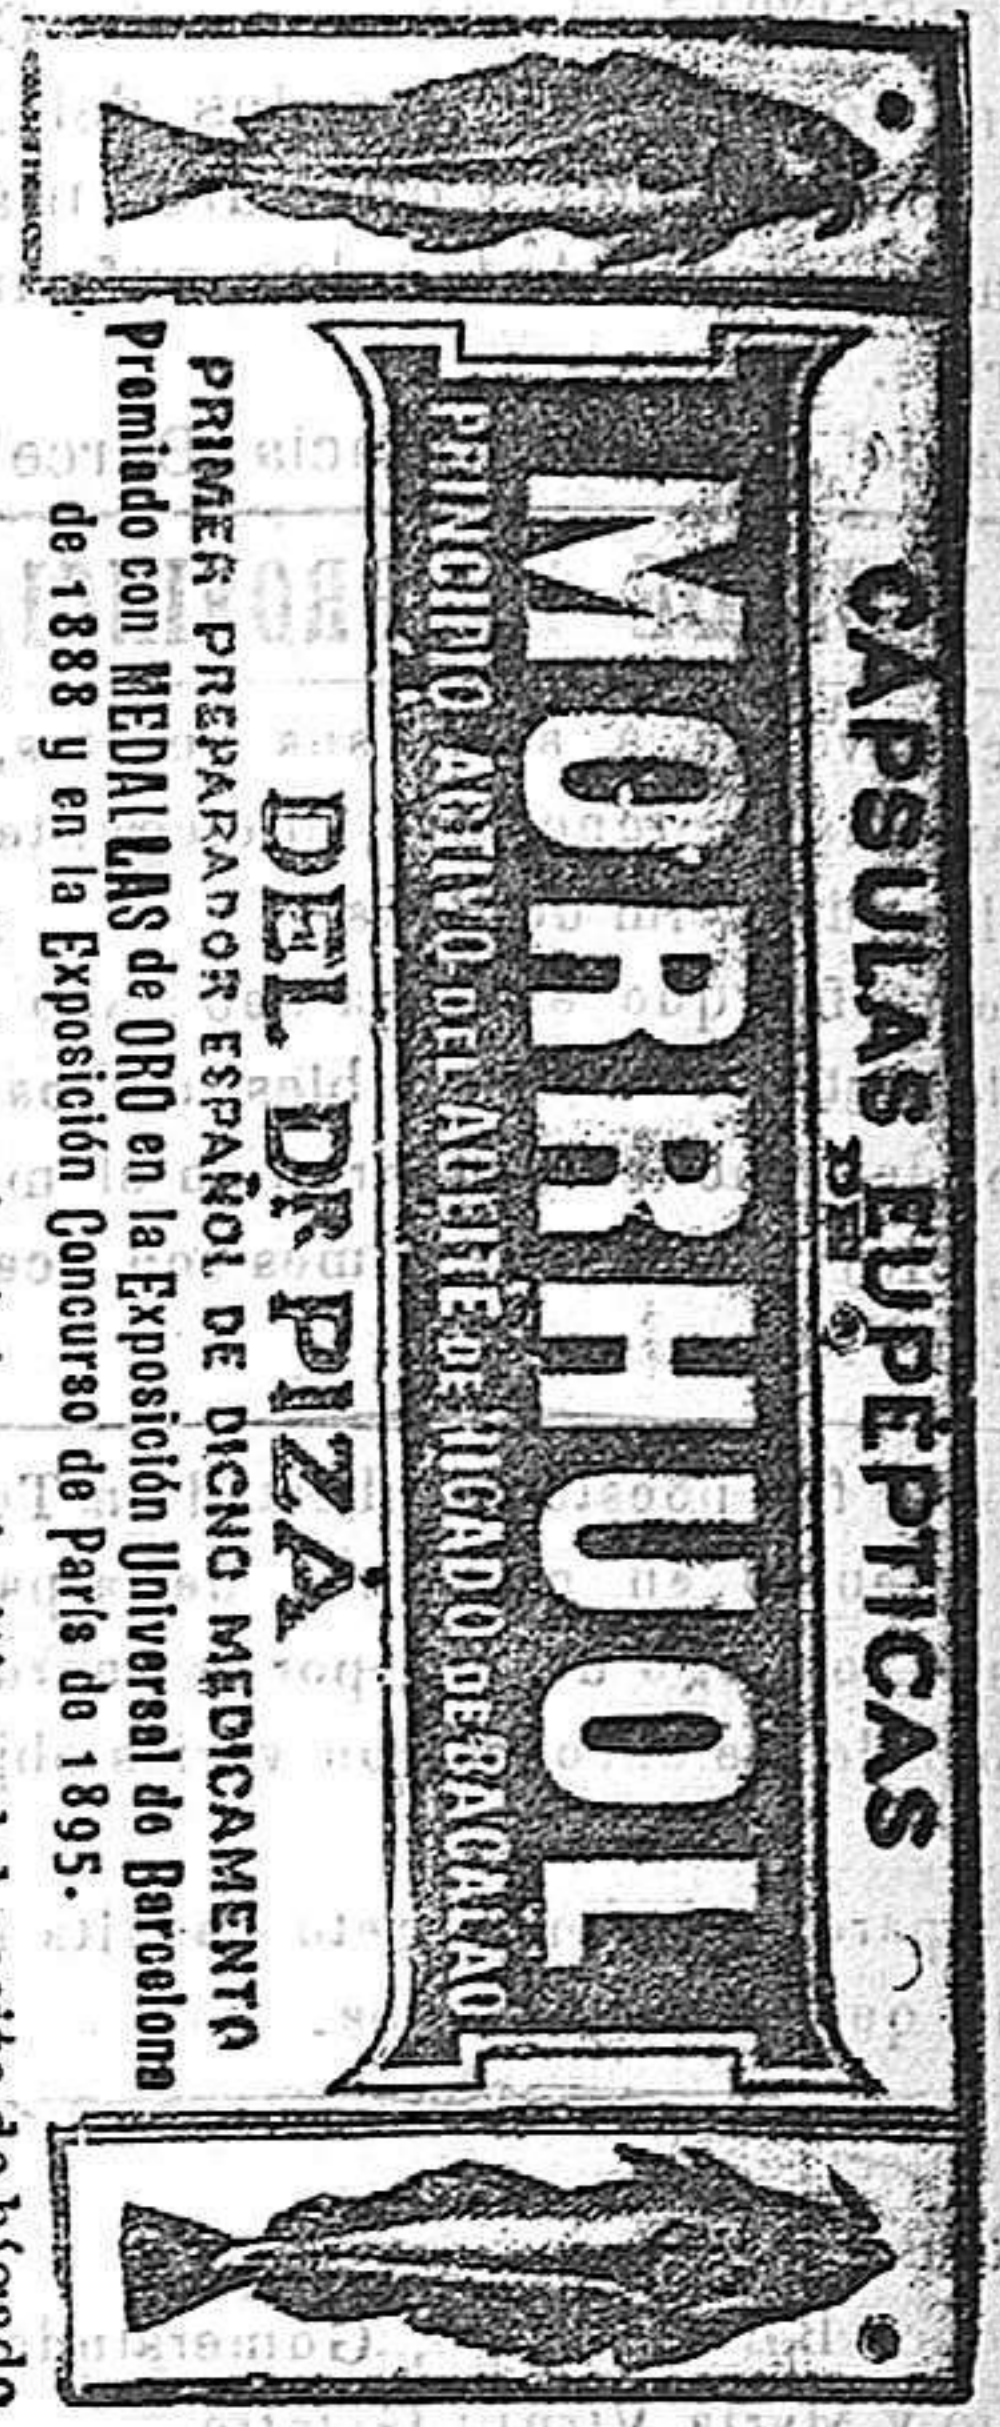 CAPSULAS EUPÉPTICAS
DE
MORRHUOL
PRINCIPIO ACTIVO DEL ACEITE DE HIGADO DE BACALAO
DEL DR PIZÁ
PRIMER PREPARADOR ESPAÑOL DE DICHO MEDICAMENTO
Premiado con MEDALLAS de ORO en la Exposición Universal de Barcelona
de 1888 y en la Exposición Concurso de París de 1895.